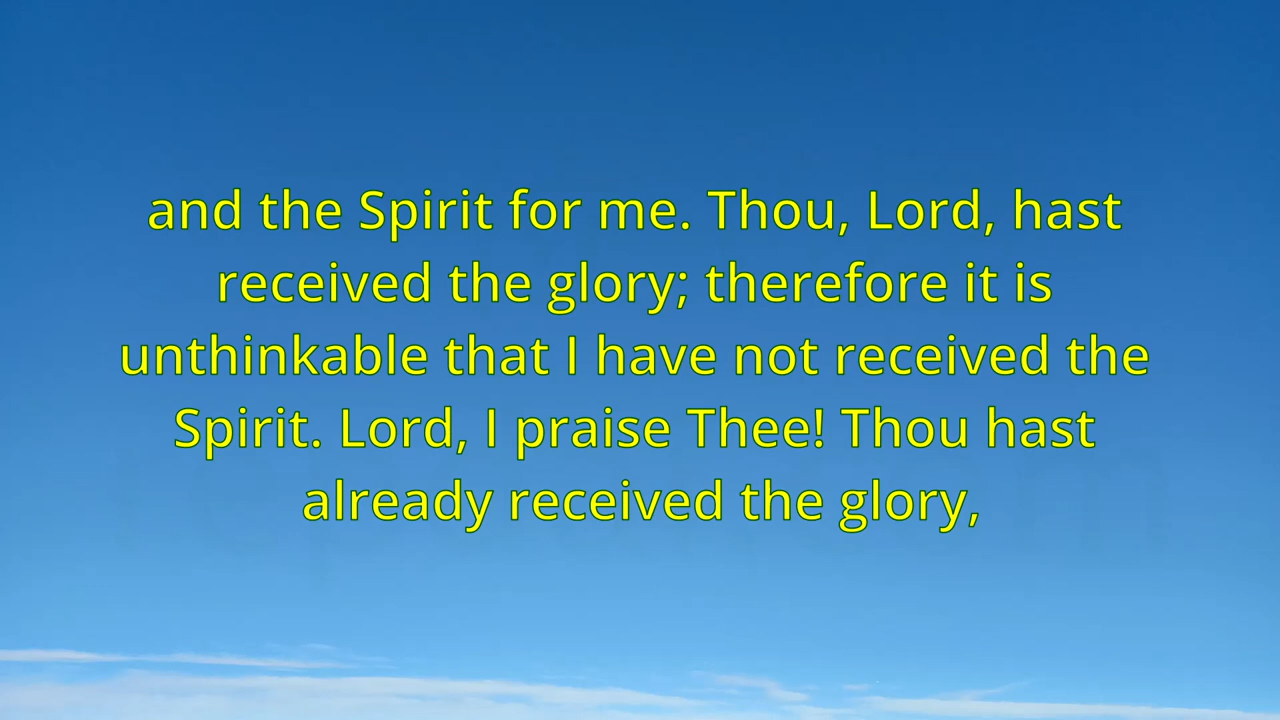 and the Spirit for me. Thou, Lord, hast
received the glory; therefore it is
unthinkable that I have not received the
Spirit. Lord, I praise Thee! Thou hast
already received the glory,